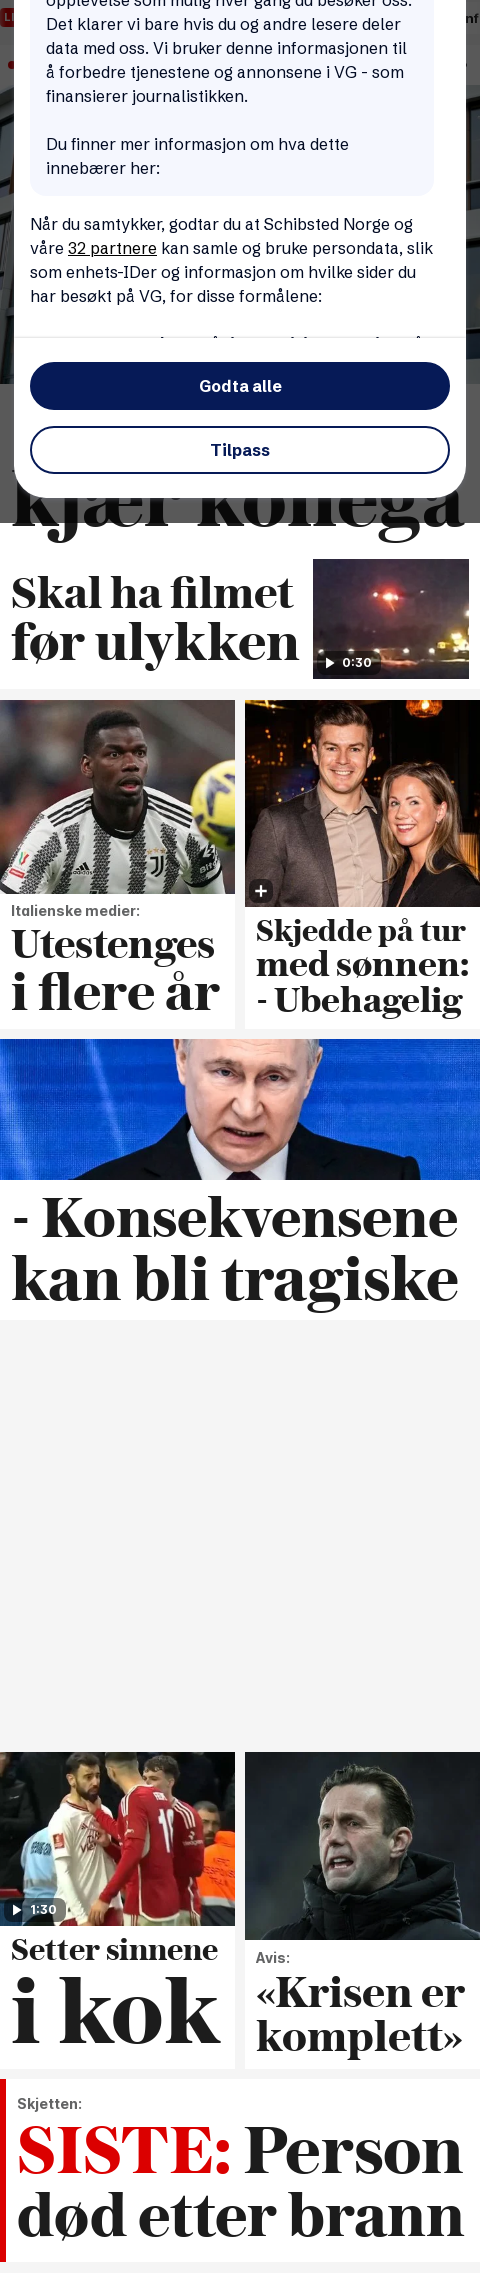 opplevelse som mulig hver gang du besøker oss.
Det klarer vi bare hvis du og andre lesere deler
data med oss. Vi bruker denne informasjonen til
å forbedre tjenestene og annonsene i VG - som
finansierer journalistikken.
Du finner mer informasjon om hva dette
innebærer her:
Når du samtykker, godtar du at Schibsted Norge og
våre 32 partnere kan samle og bruke persondata, slik
som enhets-IDer og informasjon om hvilke sider du
har besøkt på VG, for disse formålene:
Godta alle
Tilpass
kjær kollega
Skal ha filmet
før ulykken
0:30
Italienske medier:
Utestenges
i flere år
Skjedde på tur
med sønnen:
- Ubehagelig
- Konsekvensene
kan bli tragiske
1:30
Setter sinnene
i kok
Avis:
«Krisen er
komplett»
Skjetten:
SISTE: Person
død etter brann